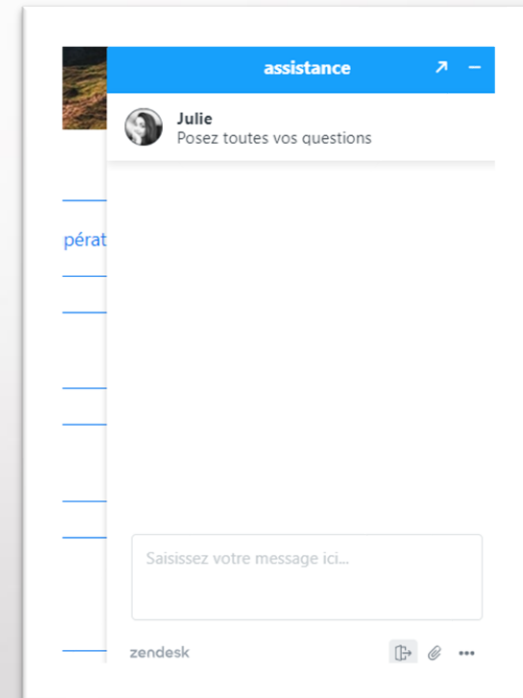 assistance
Julie
Posez toutes vos questions
pérat
Saisissez votre message ici...
zendesk